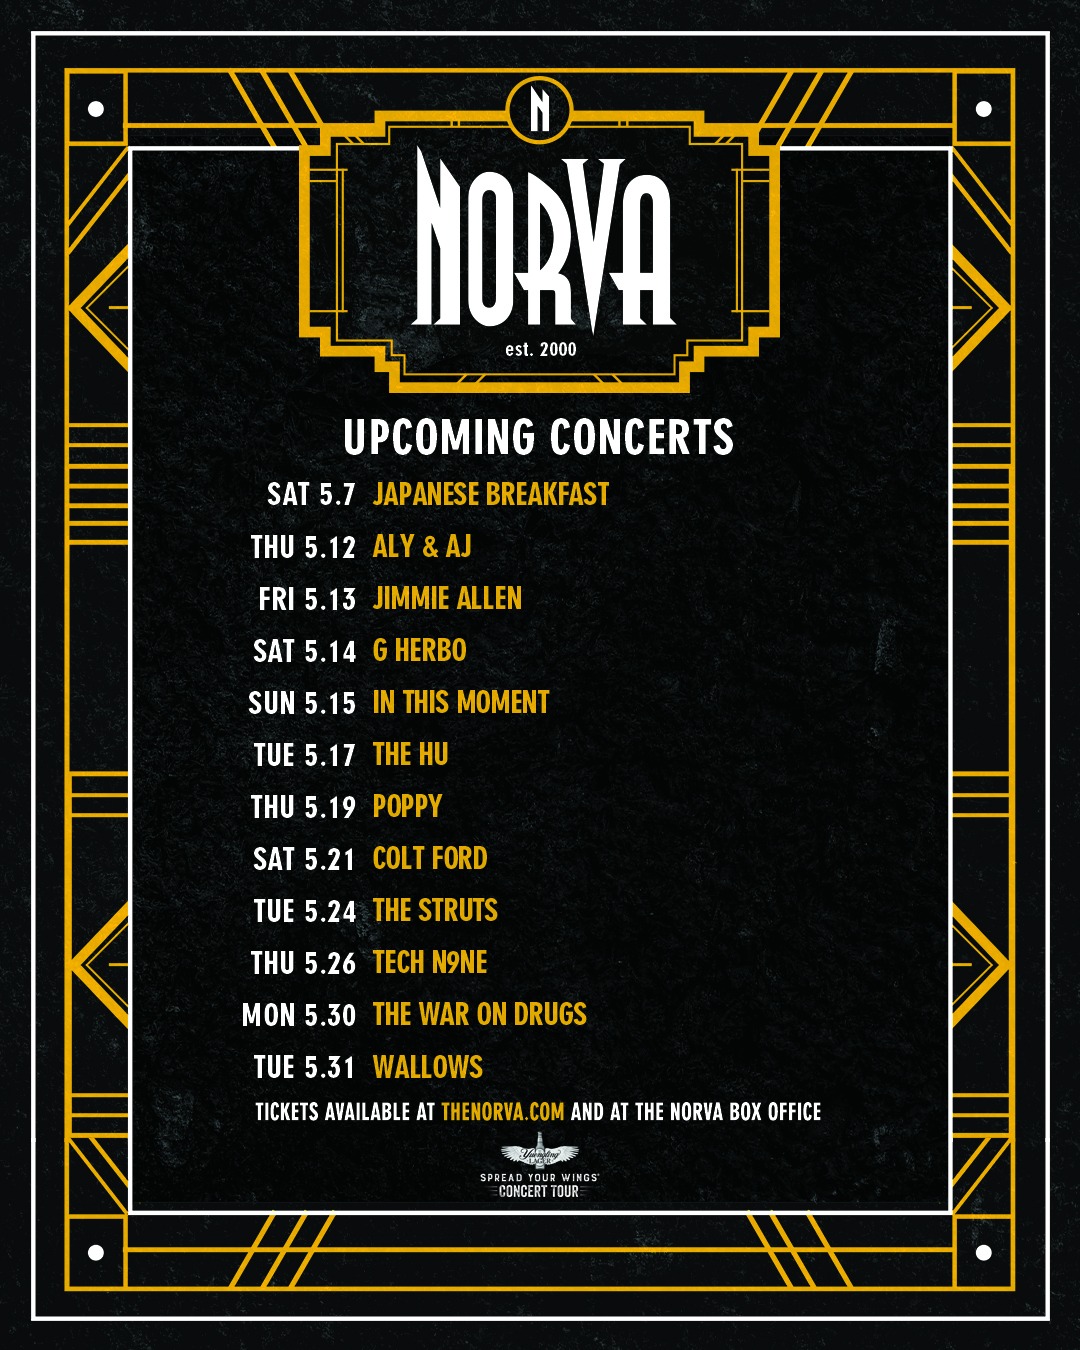 N
NORVA
est. 2000
UPCOMING CONCERTS
SAT 5.7 JAPANESE BREAKFAST
THU 5.12 ALY & AJ
FRI 5.13 JIMMIE ALLEN
SAT 5.14 G HERBO
SUN 5.15 IN THIS MOMENT
TUE 5.17 THE HU
THU 5.19 POPPY
SAT 5.21 COLT FORD
TUE 5.24 THE STRUTS
THU 5.26 TECH N9NE
MON 5.30 THE WAR ON DRUGS
TUE 5.31 WALLOWS
TICKETS AVAILABLE AT THENORVA.COM AND AT THE NORVA BOX OFFICE
Yuengling
LAGER
SPREAD YOUR WINGS
CONCERT TOUR